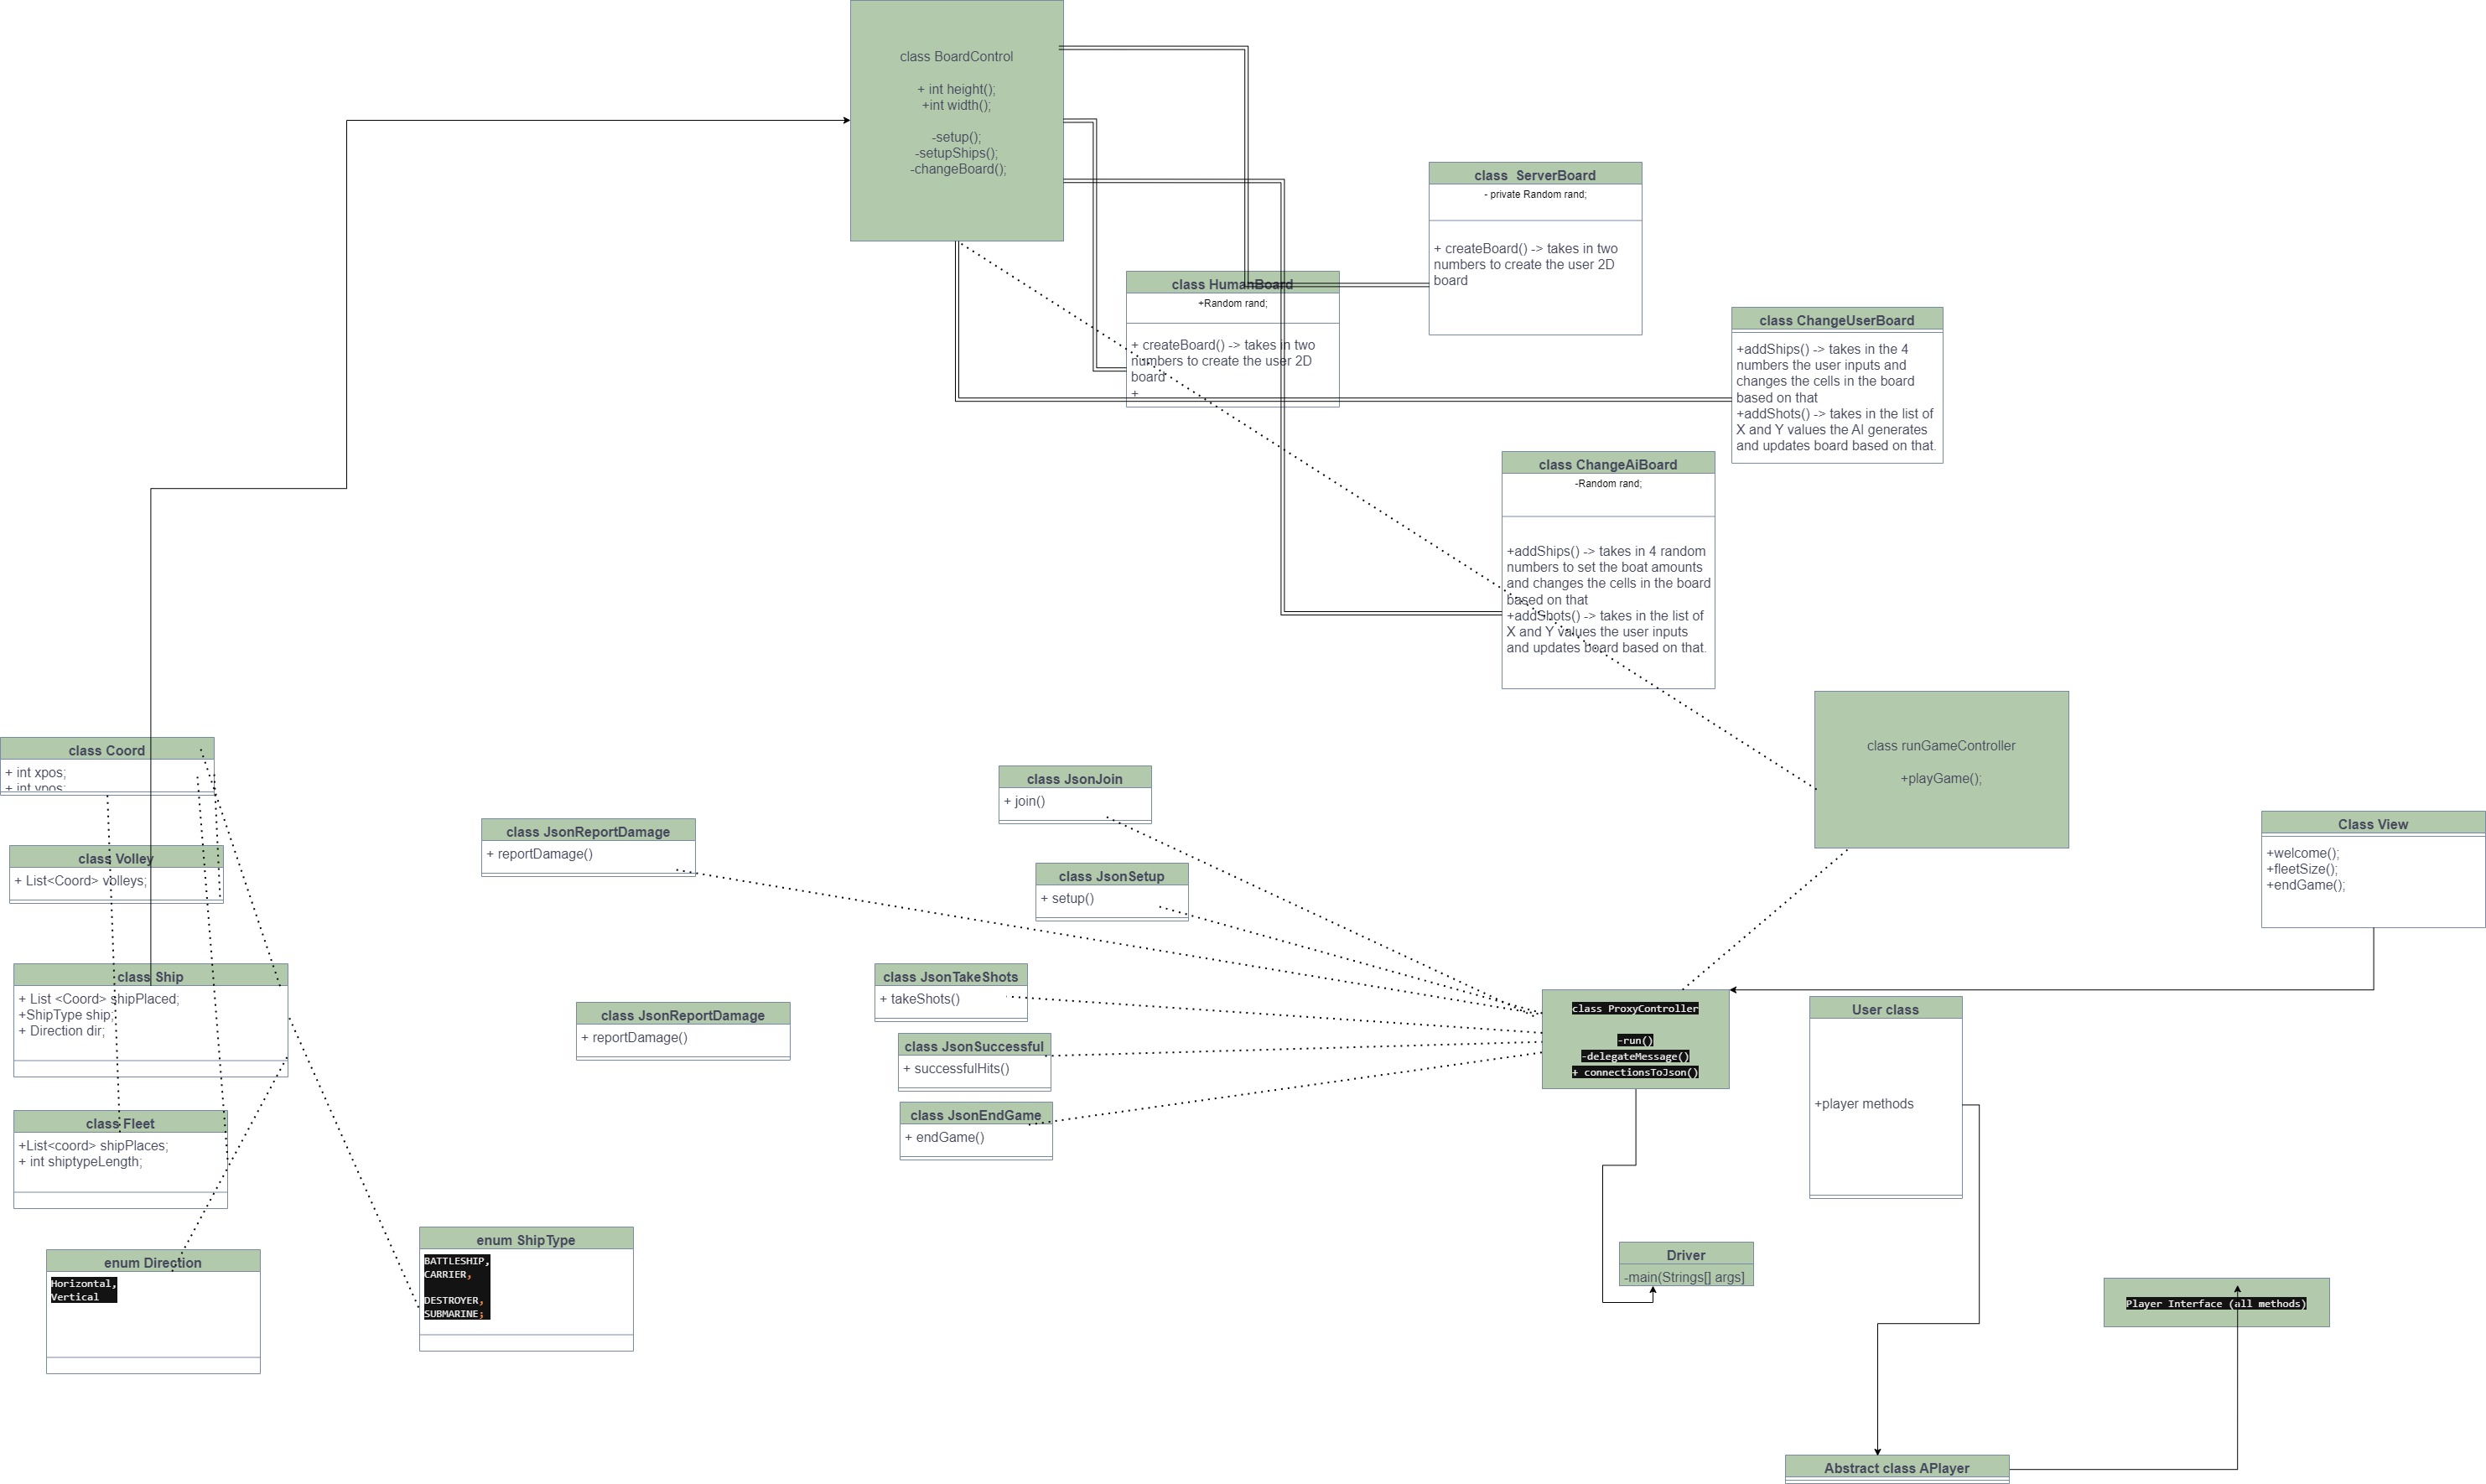 class BoardControl
+ int height();
+int width();
-setup();
-setupShips();
-changeBoard();
class  ServerBoard
- private Random rand;
+ createBoard() -> takes in two
numbers to create the user 2D
board
class HumanBoard
+Random rand;
+ createBoard() -> takes in two
numbers to create the user 2D
board
+
class ChangeUserBoard
+addShips() -> takes in the 4
numbers the user inputs and
changes the cells in the board
based on that
+addShots() -> takes in the list of
X and Y values the AI generates
and updates board based on that.
class ChangeAiBoard
-Random rand;
+addShips() -> takes in 4 random
numbers to set the boat amounts
and changes the cells in the board
based on that
+addShots() -> takes in the list of
X and Y values the user inputs
and updates board based on that.
class runGameController
+playGame();
class Coord
+ int xpos;
+ int ypos;
class Volley
+ List<Coord> volleys;
class Ship
+ List <Coord> shipPlaced;
+ShipType ship;
+ Direction dir;
class Fleet
+List<coord> shipPlaces;
+ int shiptypeLength;
enum Direction
Horizontal,
Vertical
enum ShipType
BATTLESHIP,
CARRIER,
DESTROYER,
SUBMARINE;
class JsonReportDamage
+ reportDamage()
class JsonReportDamage
+ reportDamage()
class JsonJoin
+ join()
class JsonSetup
+ setup()
class JsonTakeShots
+ takeShots()
class JsonSuccessful
+ successfulHits()
class JsonEndGame
+ endGame()
class ProxyController
-run()
-delegateMessage()
+ connectionsToJson()
Class View
+welcome();
+fleetSize();
+endGame();
User class
+player methods
Driver
-main(Strings[] args]
Player Interface (all methods)
Abstract class APlayer